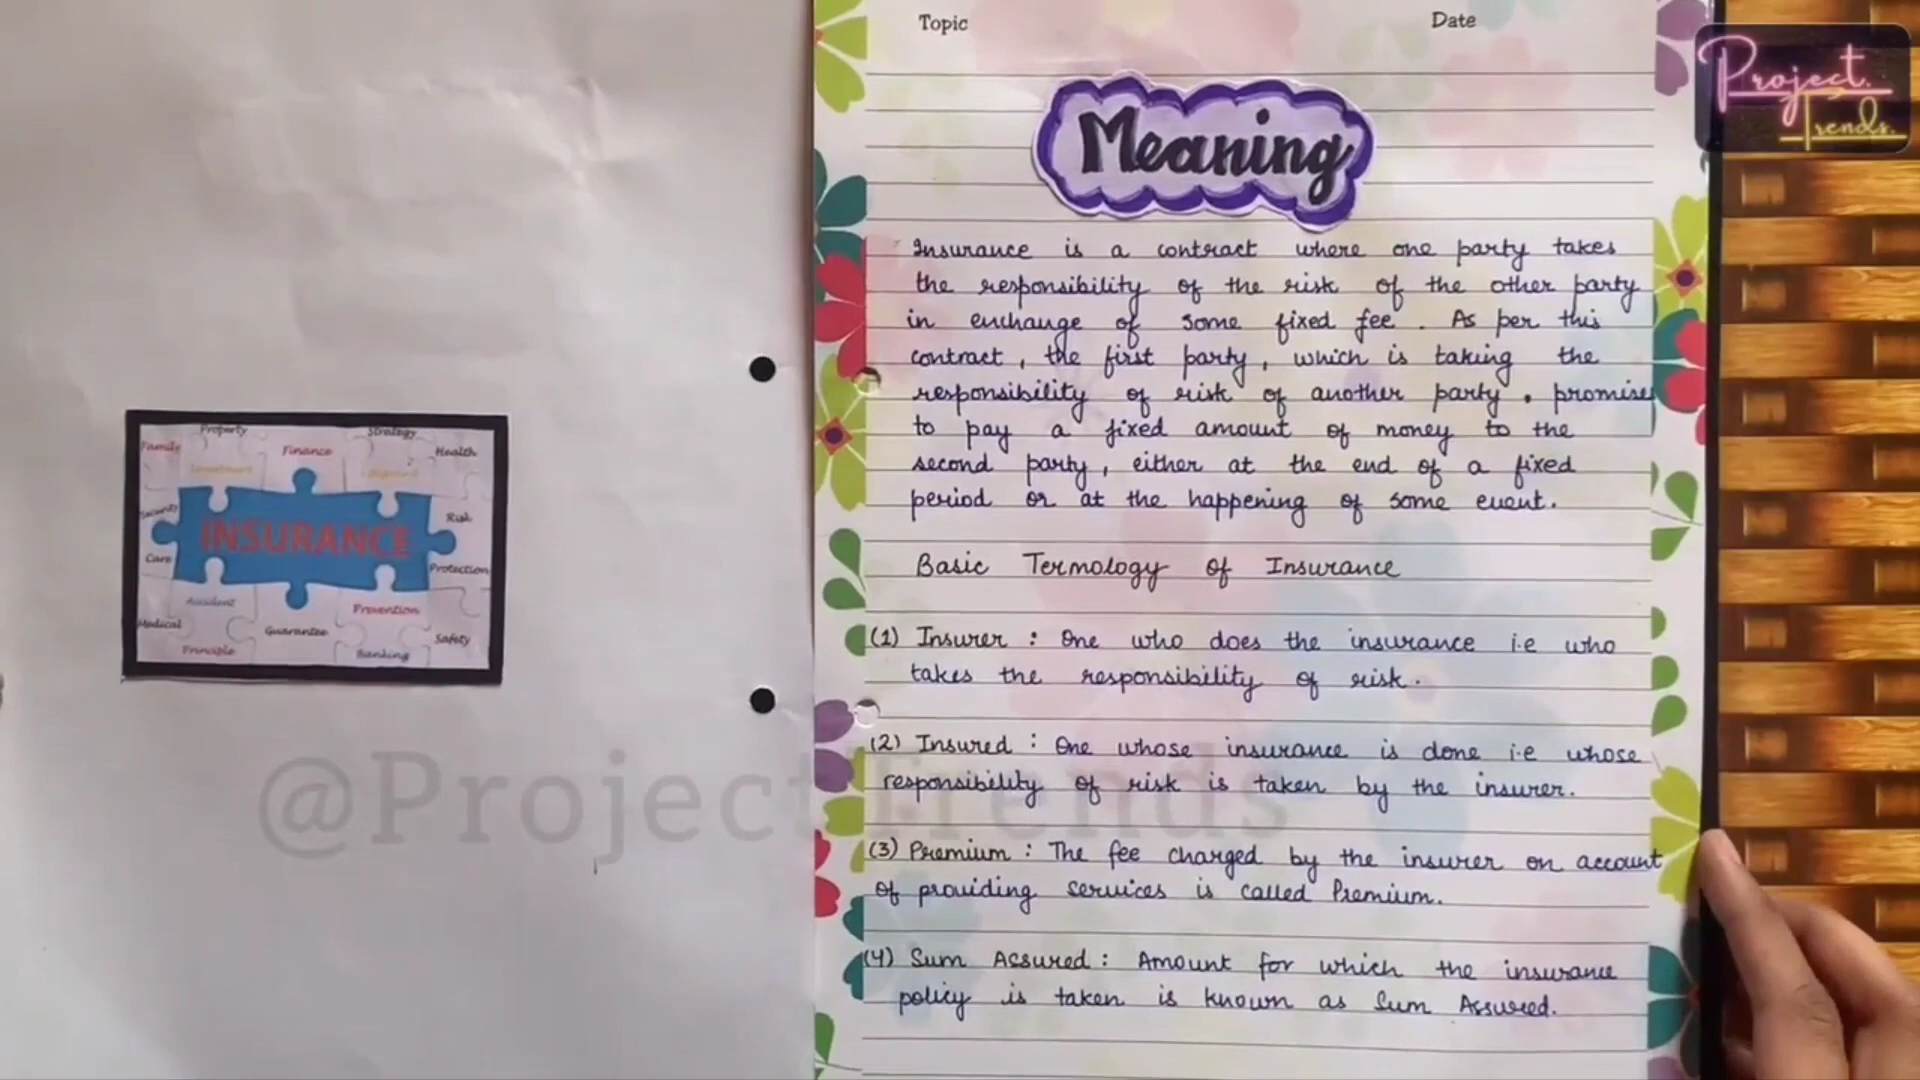 Property
Strategy
Family
Finance
Health
Investment
Security
INSURANCE
Risk
Care
Protection
Accident
Prevention
Medical
Guarantee
Safety
Principle
Banking
@Project Trends
Topic
Date
Project
Trends
Meaning
Insurance is a contract where one party takes
the responsibility of the risk of the other party
in exchange of some fixed fee. As per this
contract, the first party, which is taking the
responsibility of risk of another party. promises
to pay a fixed amount of money to the
second party, either at the end of a fixed
period or at the happening of some event.
Basic Termology of Insurance
(1) Insurer : One who does the insurance i.e who
takes the responsibility of risk.
(2) Insured : One whose insurance is done i.e whose
responsibility of risk is taken by the insurer.
(3) Premium : The fee charged by the insurer on account
of providing services is called Premium.
(4) Sum Assured : Amount for which the insurance
policy is taken is known as Sum Assured.